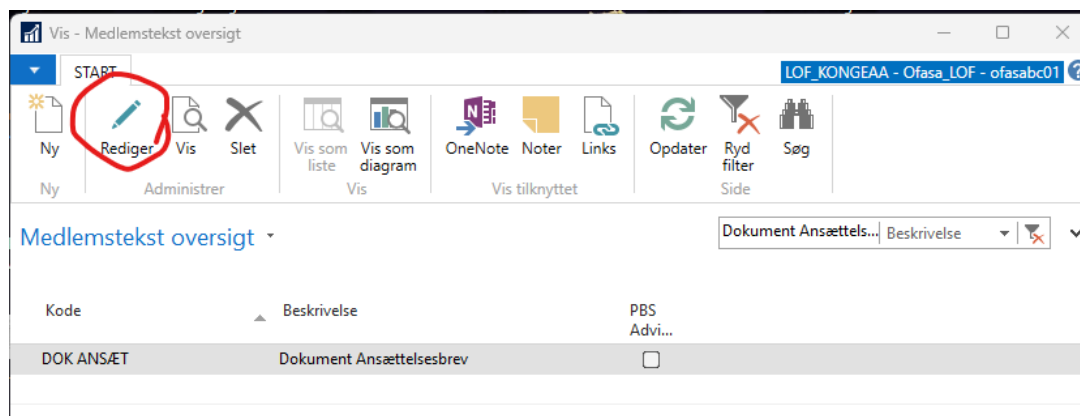 Vis - Medlemstekst oversigt
START
LOF_KONGEAA - Ofasa_LOF - ofasabc01
Ny
Rediger
Vis
Slet
Vis som liste
Vis som diagram
OneNote
Noter
Links
Opdater
Ryd filter
Søg
Ny
Administrer
Vis
Vis tilknyttet
Side
Medlemstekst oversigt
Dokument Ansættels... Beskrivelse
Kode Beskrivelse PBS Advi...
DOK ANSÆT Dokument Ansættelsesbrev